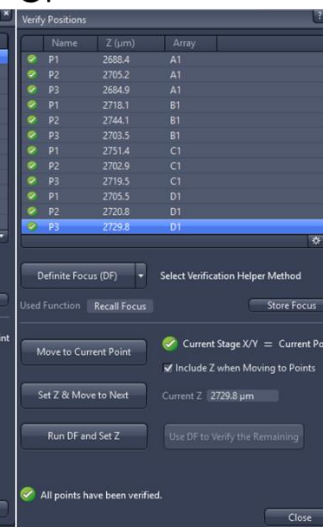 Verify Positions ?
Name Z (μm) Array
P1 2688.4 A1
P2 2705.2 A1
P3 2684.9 A1
P1 2718.1 B1
P2 2744.1 B1
P3 2703.5 B1
P1 2751.4 C1
P2 2702.9 C1
P3 2719.5 C1
P1 2705.5 D1
P2 2720.8 D1
P3 2729.8 D1
Definite Focus (DF) Select Verification Helper Method
Used Function Recall Focus Store Focus
int
Move to Current Point Current Stage X/Y = Current Po
Include Z when Moving to Points
Set Z & Move to Next Current Z 2729.8 μm
Run DF and Set Z Use DF to Verify the Remaining
All points have been verified.
Close